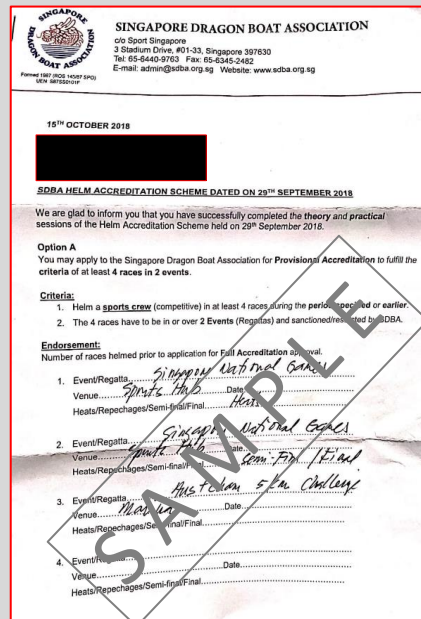 SINGAPORE DRAGON BOAT ASSOCIATION
SINGAPORE
DRAGON BOAT ASSOCIATION
c/o Sport Singapore
3 Stadium Drive, #01-33, Singapore 397630
Tel: 65-6440-9763 Fax: 65-6345-2482
E-mail: admin@sdba.org.sg Website: www.sdba.org.sg
Formed 1987 (ROS 145/87 SPO)
UEN S87SS0101F
15TH OCTOBER 2018
SDBA HELM ACCREDITATION SCHEME DATED ON 29TH SEPTEMBER 2018
We are glad to inform you that you have successfully completed the theory and practical
sessions of the Helm Accreditation Scheme held on 29th September 2018.
Option A
You may apply to the Singapore Dragon Boat Association for Provisional Accreditation to fulfill the
criteria of at least 4 races in 2 events.
Criteria:
1. Helm a sports crew (competitive) in at least 4 races during the period specified or earlier.
2. The 4 races have to be in or over 2 Events (Regattas) and sanctioned/ by SDBA.
Endorsement:
Number of races helmed prior to application for Full Accreditation approval.
1. Event/Regatta Singapore National Games
Venue Sports Hub Date
Heats/Repechages/Semi-final/Final Heats
2. Event/Regatta Singapore National Games
Venue Sports Hub Date
Heats/Repechages/Semi-final/Final Semi-Final / Final
3. Event/Regatta 5 km Challenge
Venue Marina Date
Heats/Repechages/Semi-final/Final
4. Event/Regatta
Venue Date
Heats/Repechages/Semi-final/Final
SAMPLE